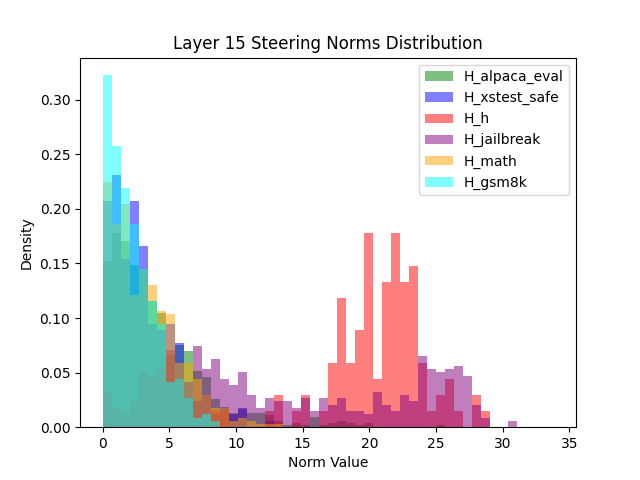 Layer 15 Steering Norms Distribution
H_alpaca_eval
H_xstest_safe
H_h
H_jailbreak
H_math
H_gsm8k
Density
0.30
0.25
0.20
0.15
0.10
0.05
0.00
0 5 10 15 20 25 30 35
Norm Value